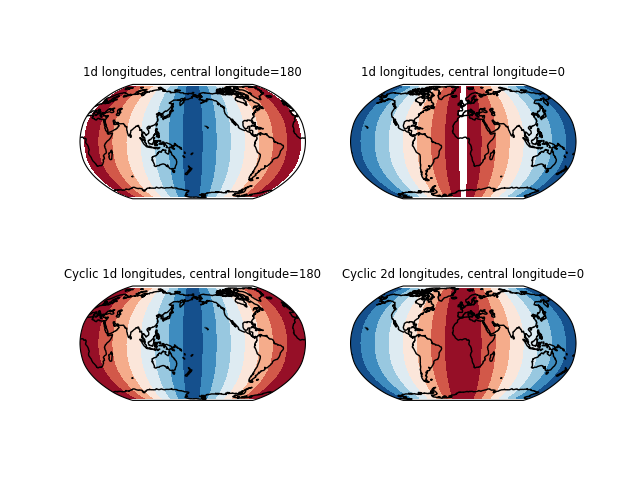 1d longitudes, central longitude=180
1d longitudes, central longitude=0
Cyclic 1d longitudes, central longitude=180
Cyclic 2d longitudes, central longitude=0